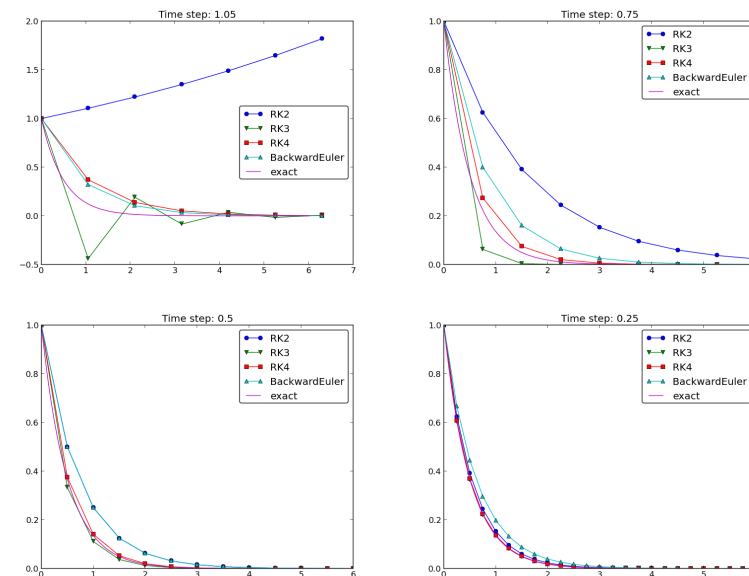 Time step: 1.05
2.0
1.5
1.0
0.5
0.0
−0.5
0 1 2 3 4 5 6 7
RK2
RK3
RK4
BackwardEuler
exact
Time step: 0.75
1.0
0.8
0.6
0.4
0.2
0.0
0 1 2 3 4 5
RK2
RK3
RK4
BackwardEuler
exact
Time step: 0.5
1.0
0.8
0.6
0.4
0.2
0.0
0 1 2 3 4 5 6
RK2
RK3
RK4
BackwardEuler
exact
Time step: 0.25
1.0
0.8
0.6
0.4
0.2
0.0
0 1 2 3 4 5
RK2
RK3
RK4
BackwardEuler
exact